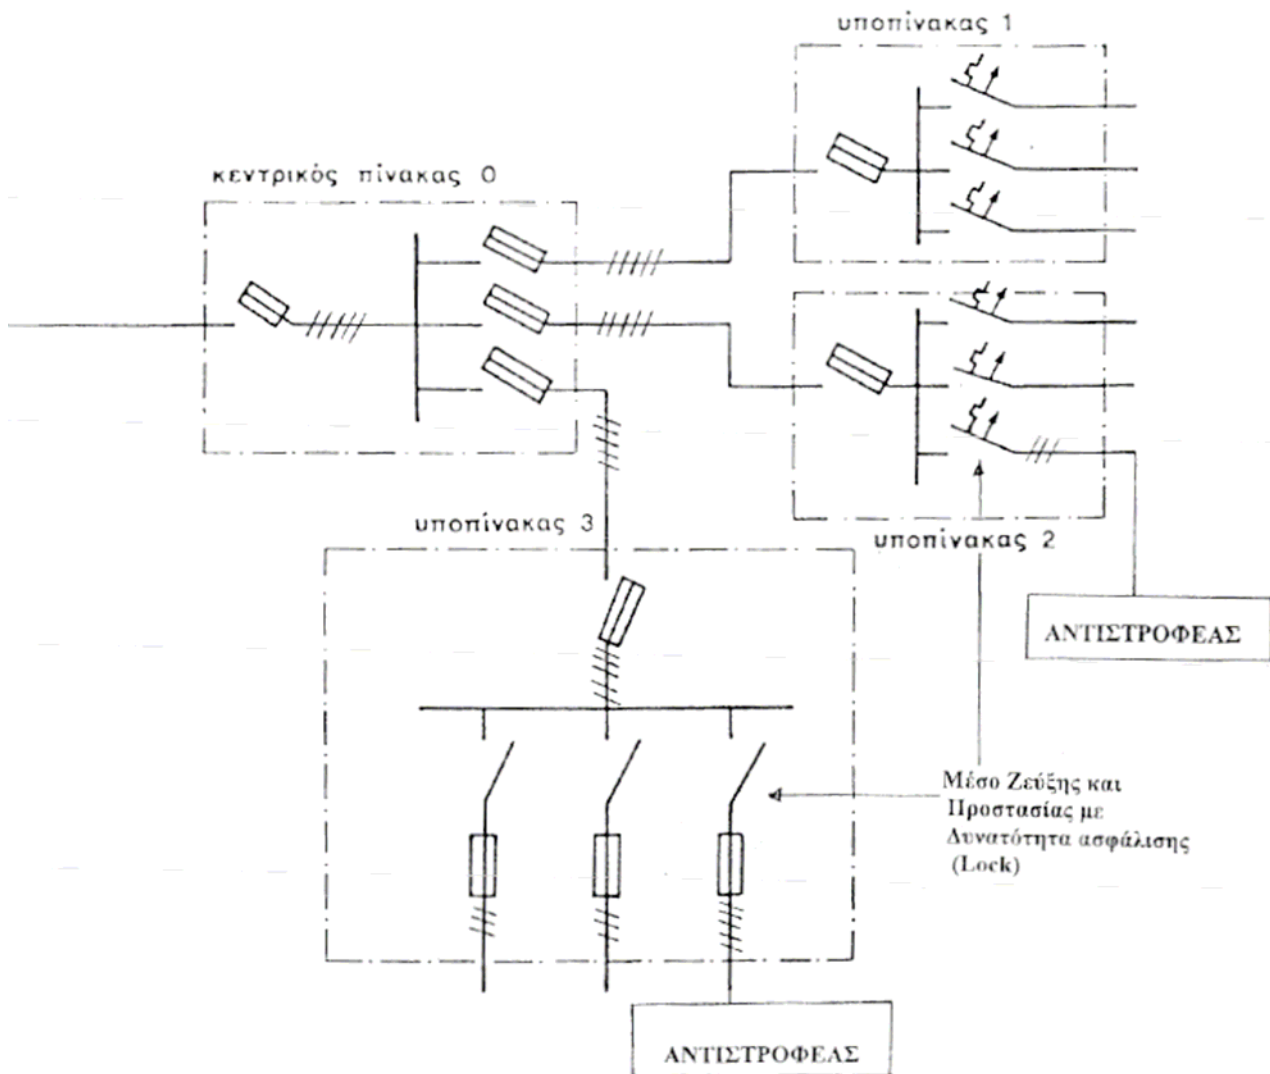 υποπίνακας 1
κεντρικός πίνακας 0
υποπίνακας 3
υποπίνακας 2
ΑΝΤΙΣΤΡΟΦΕΑΣ
Μέσο Ζεύξης και
Προστασίας με
Δυνατότητα ασφάλισης
(Lock)
ΑΝΤΙΣΤΡΟΦΕΑΣ